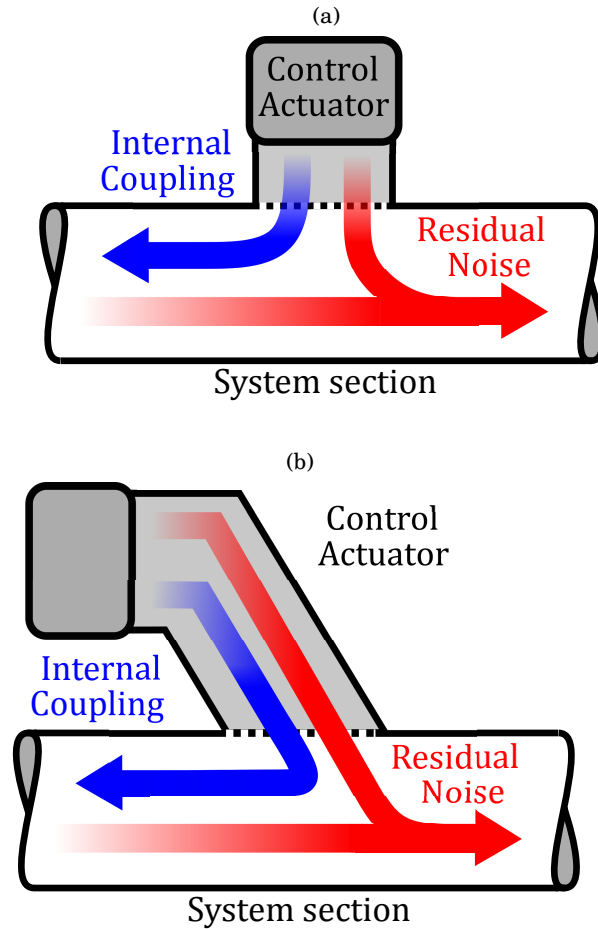 (a)
Control
Actuator
Internal
Coupling
Residual
Noise
System section
(b)
Control
Actuator
Internal
Coupling
Residual
Noise
System section